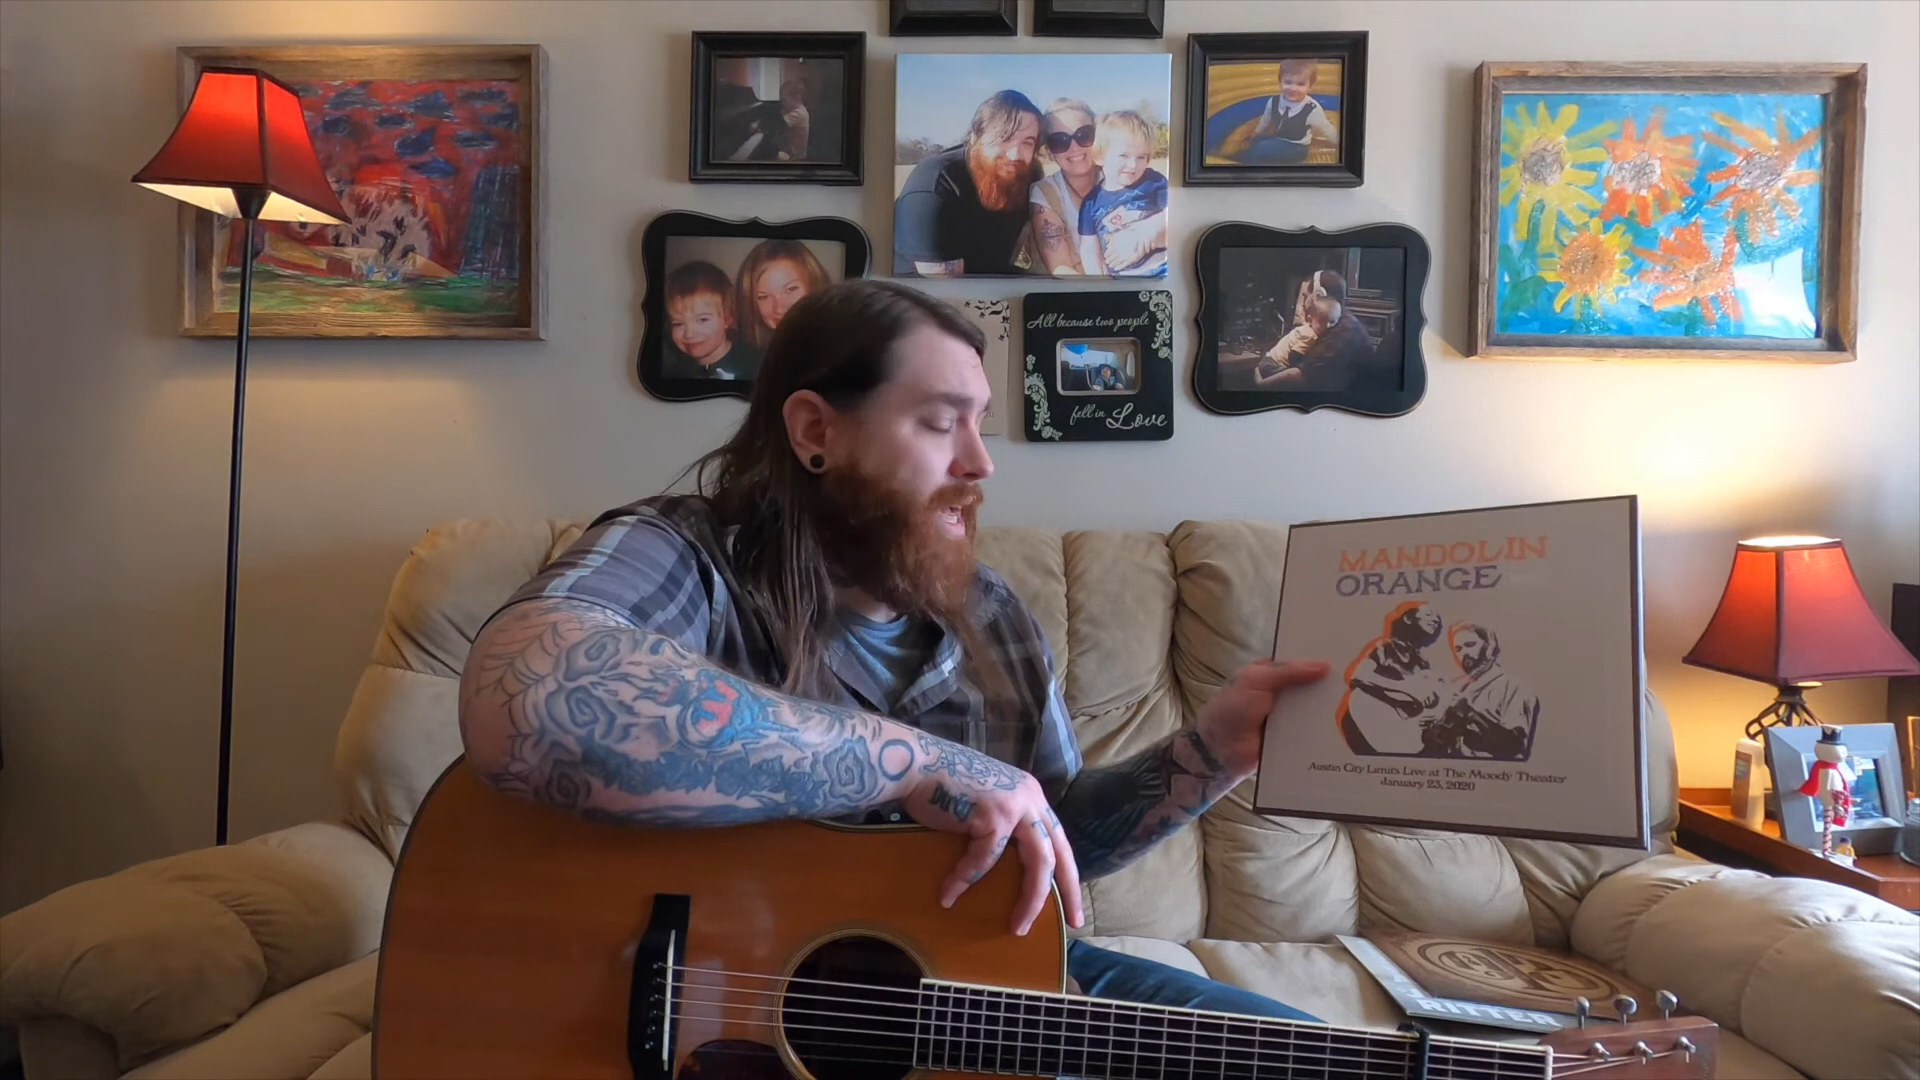 All because two people
fell in Love
MANDOLIN
ORANGE
Austin City Limits Live at The Moody Theater
January 23, 2020
RITTER